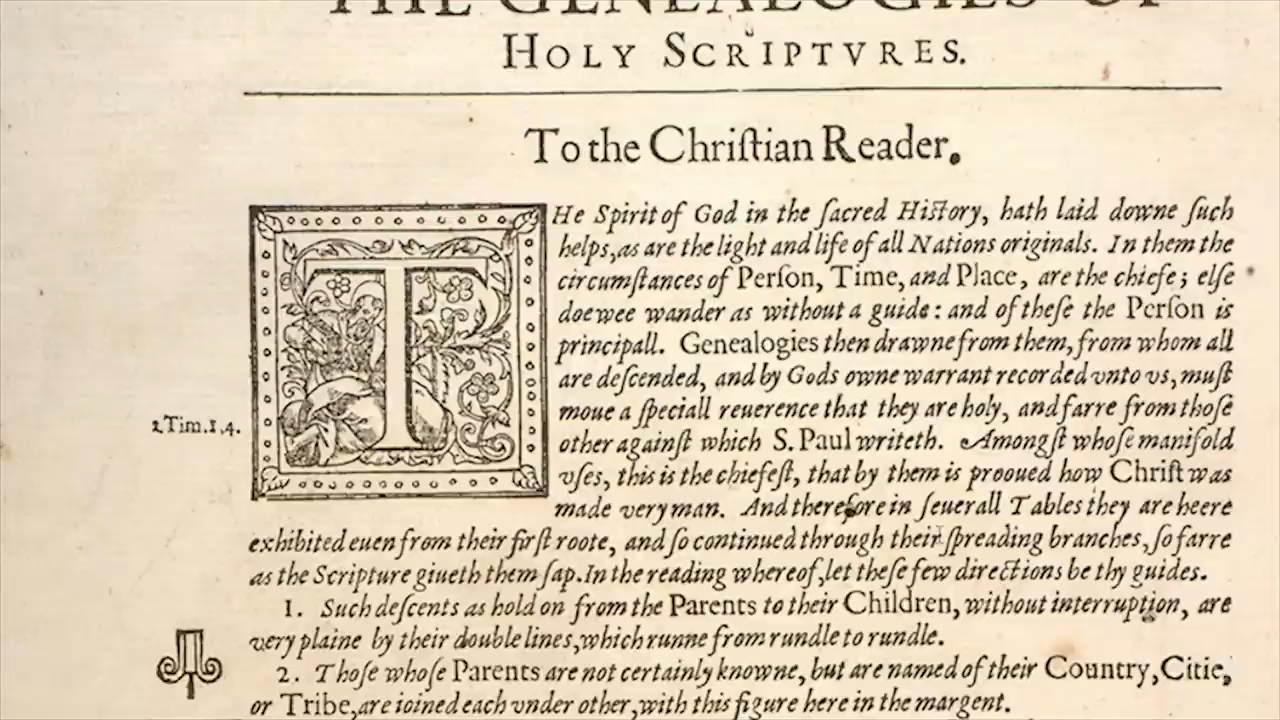 THE GENEALOGIES OF
HOLY SCRIPTVRES.
To the Chriſtian Reader.
THe Spirit of God in the ſacred Hiſtory, hath laid downe ſuch
helps, as are the light and life of all Nations originals. In them the
circumſtances of Perſon, Time, and Place, are the chiefe; elſe
doe wee wander as without a guide: and of theſe the Perſon is
principall. Genealogies then drawne from them, from whom all
are deſcended, and by Gods owne warrant recorded vnto vs, muſt
moue a ſpeciall reuerence that they are holy, and farre from thoſe
2 Tim. 1.4.
other againſt which S. Paul writeth. Amongſt whoſe manifold
vſes, this is the chiefeſt, that by them is prooued how Chriſt was
made very man. And therefore in ſeuerall Tables they are heere
exhibited euen from their firſt roote, and ſo continued through their ſpreading branches, ſo farre
as the Scripture giueth them ſap. In the reading whereof, let theſe few directions be thy guides.
1. Such deſcents as hold on from the Parents to their Children, without interruption, are
very plaine by their double lines, which runne from rundle to rundle.
2. Thoſe whoſe Parents are not certainly knowne, but are named of their Country, Citie,
or Tribe, are ioined each vnder other, with this figure here in the margent.